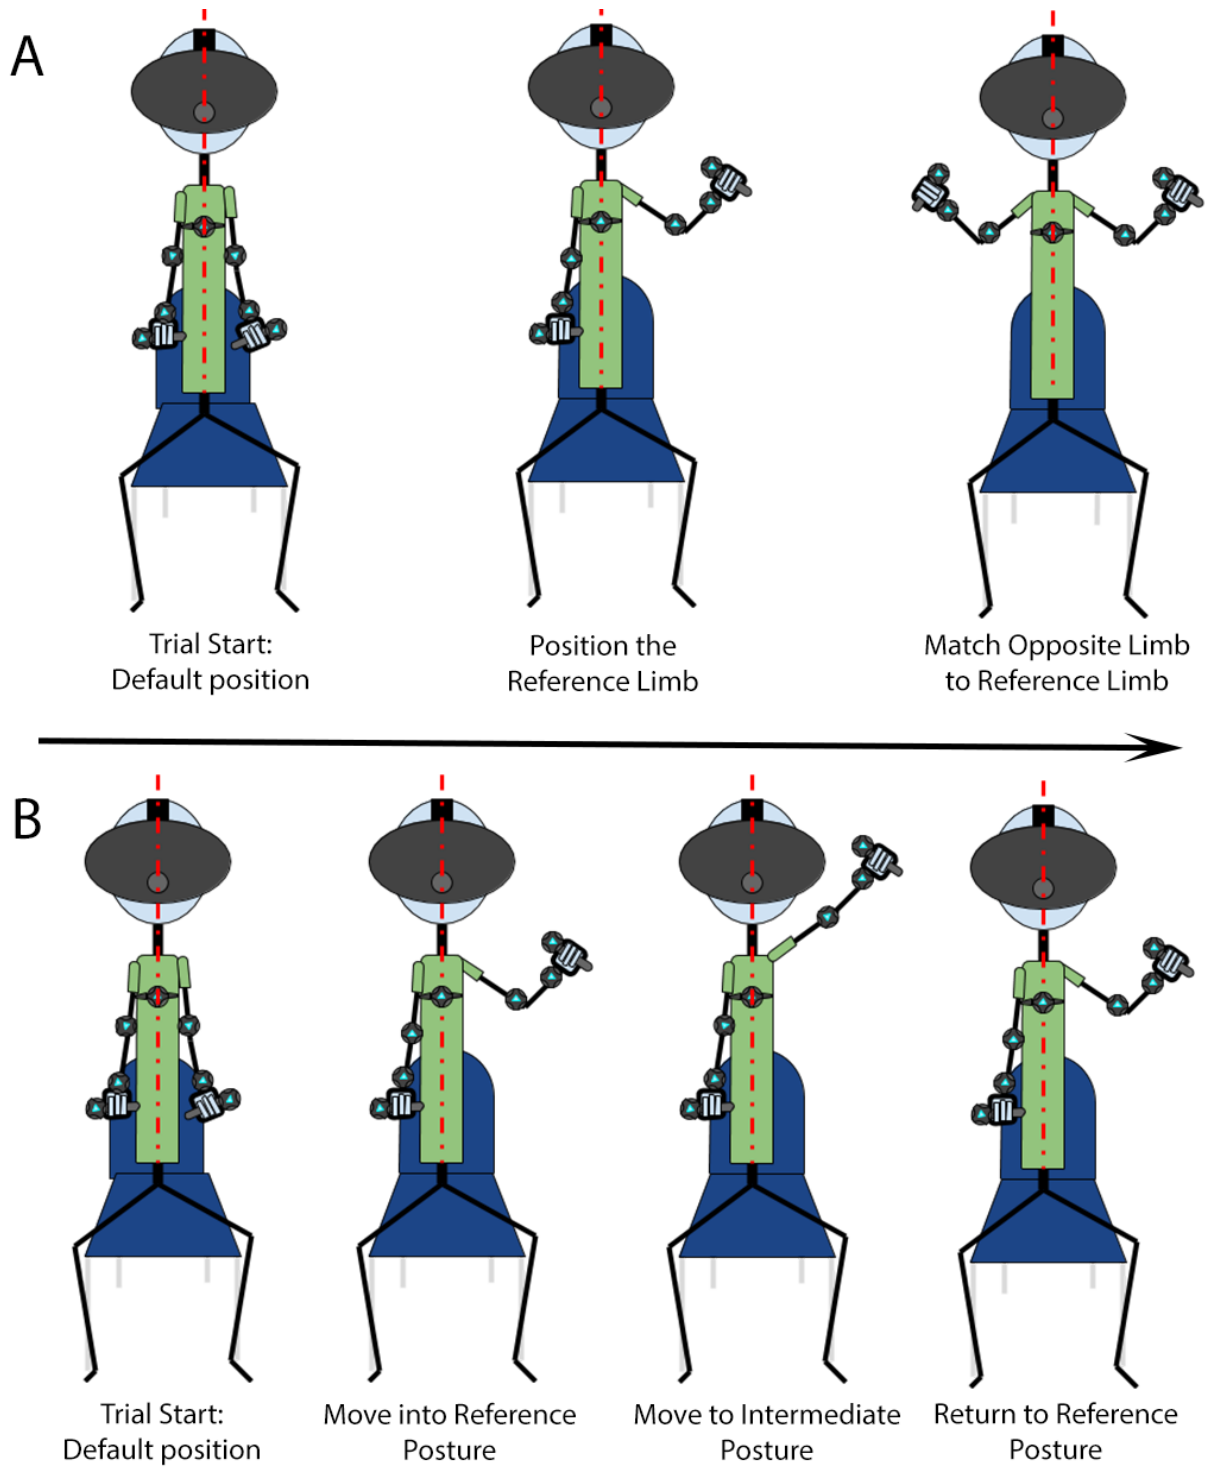 A
Trial Start:
Default position
Position the
Reference Limb
Match Opposite Limb
to Reference Limb
B
Trial Start:
Default position
Move into Reference
Posture
Move to Intermediate
Posture
Return to Reference
Posture